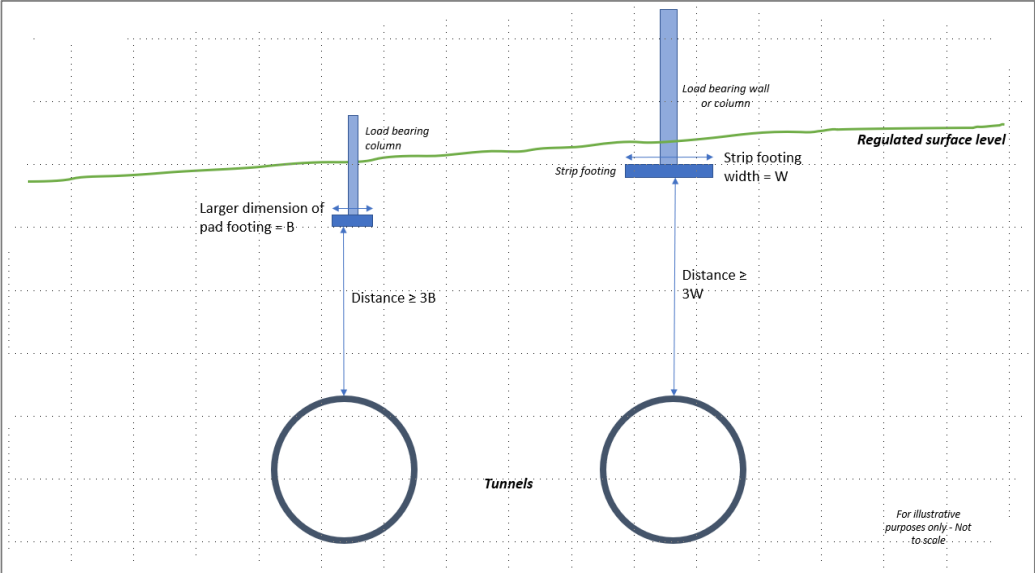 Load bearing wall
or column
Load bearing
column
Regulated surface level
Strip footing
Strip footing
width = W
Larger dimension of
pad footing = B
Distance ≥ 3B
Distance ≥
3W
Tunnels
For illustrative
purposes only - Not
to scale